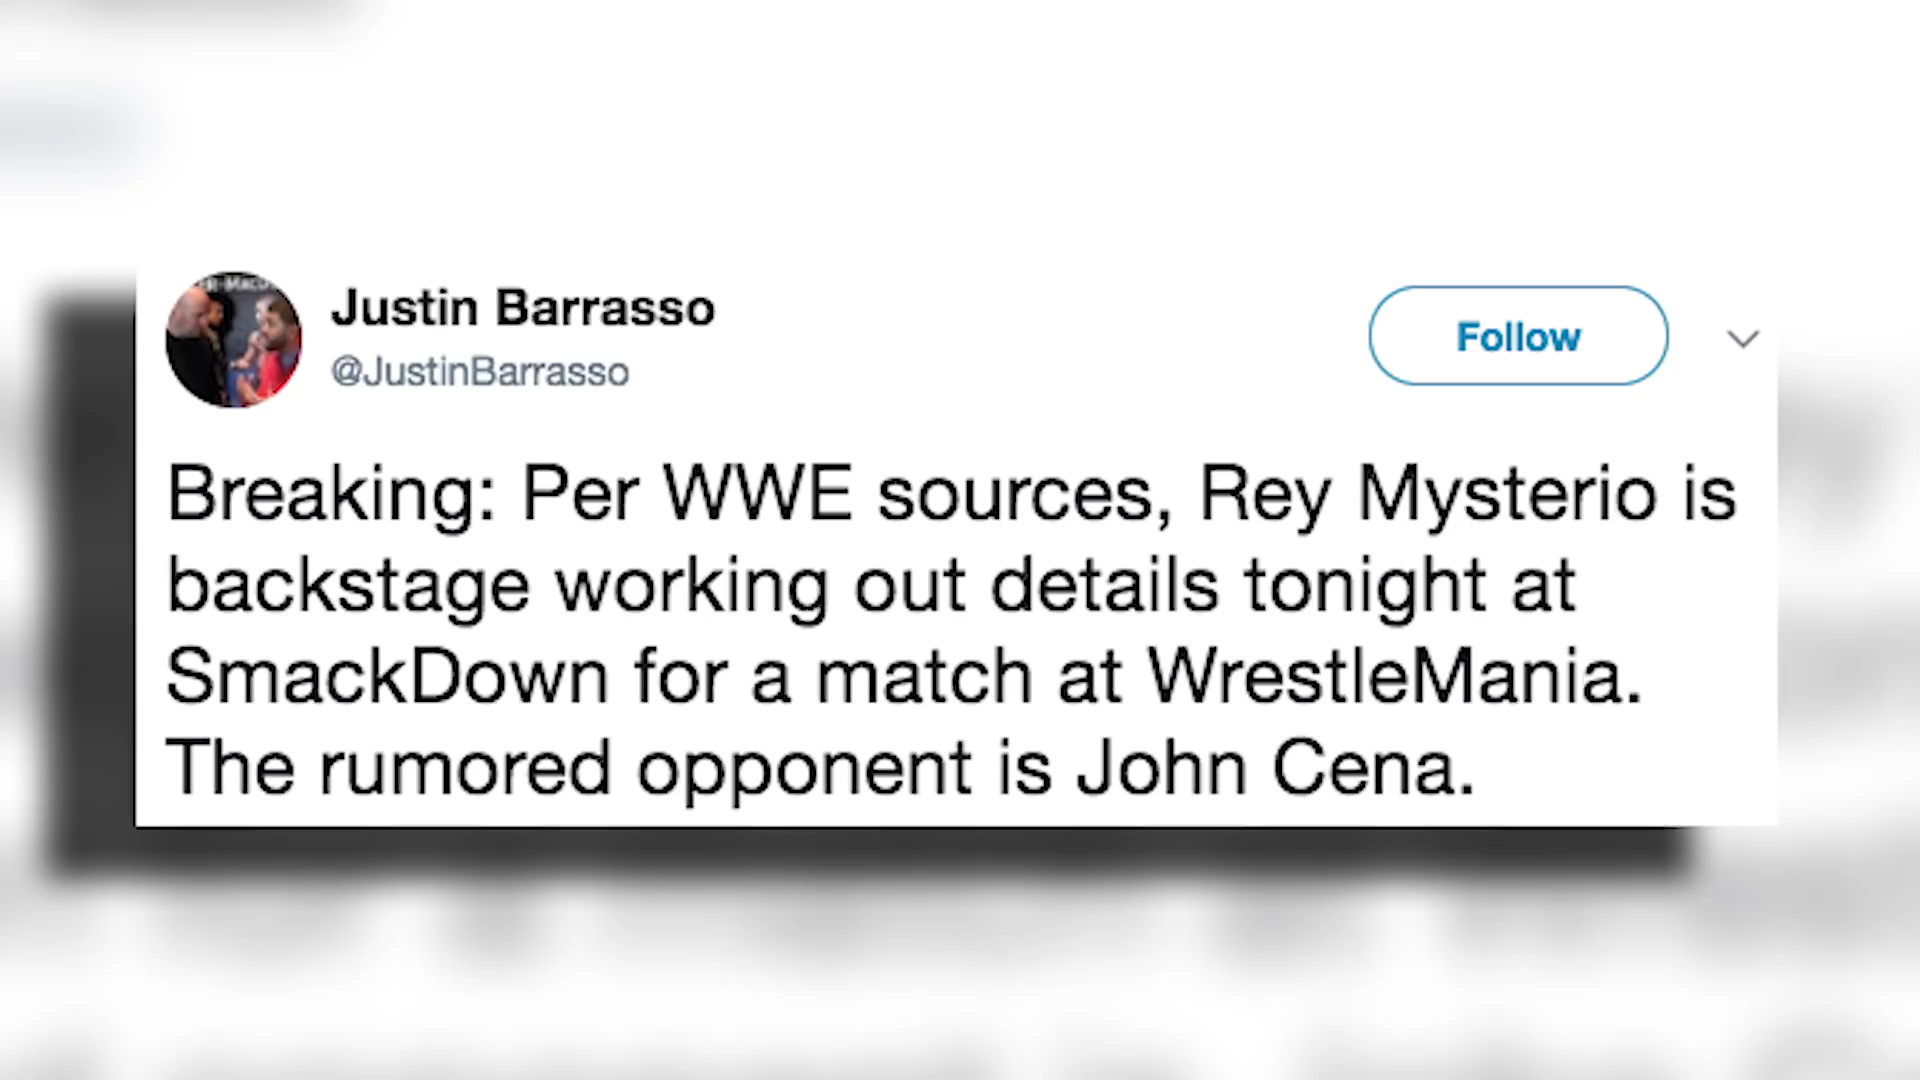 Justin Barrasso
@JustinBarrasso
Follow
Breaking: Per WWE sources, Rey Mysterio is
backstage working out details tonight at
SmackDown for a match at WrestleMania.
The rumored opponent is John Cena.